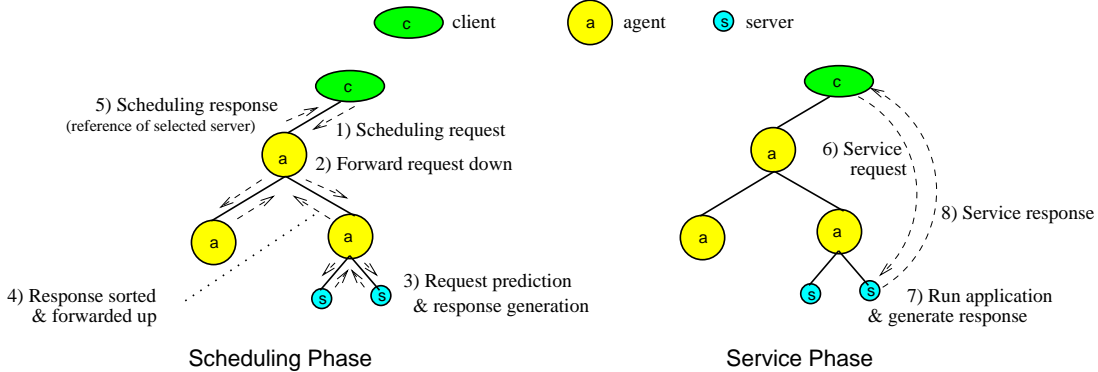 c client
a agent
s server
c
5) Scheduling response
(reference of selected server)
1) Scheduling request
a
2) Forward request down
a
a
3) Request prediction
& response generation
s
s
4) Response sorted
& forwarded up
Scheduling Phase
c
a
6) Service
request
8) Service response
a
a
s
s
7) Run application
& generate response
Service Phase